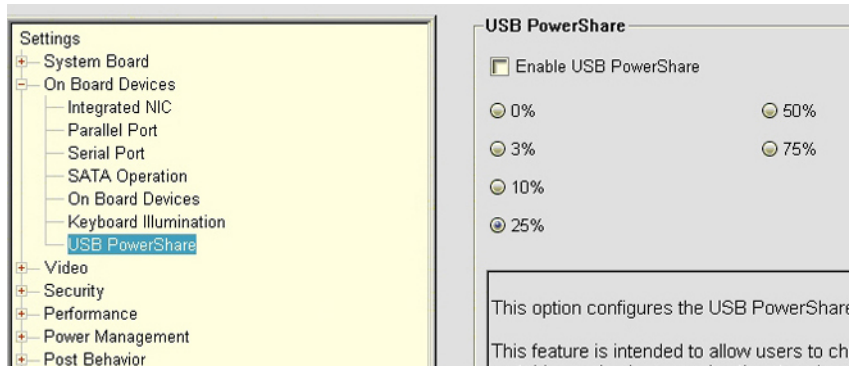 Settings
System Board
On Board Devices
Integrated NIC
Parallel Port
Serial Port
SATA Operation
On Board Devices
Keyboard Illumination
USB PowerShare
Video
Security
Performance
Power Management
Post Behavior
USB PowerShare
Enable USB PowerShare
0%
50%
3%
75%
10%
25%
This option configures the USB PowerShare
This feature is intended to allow users to ch